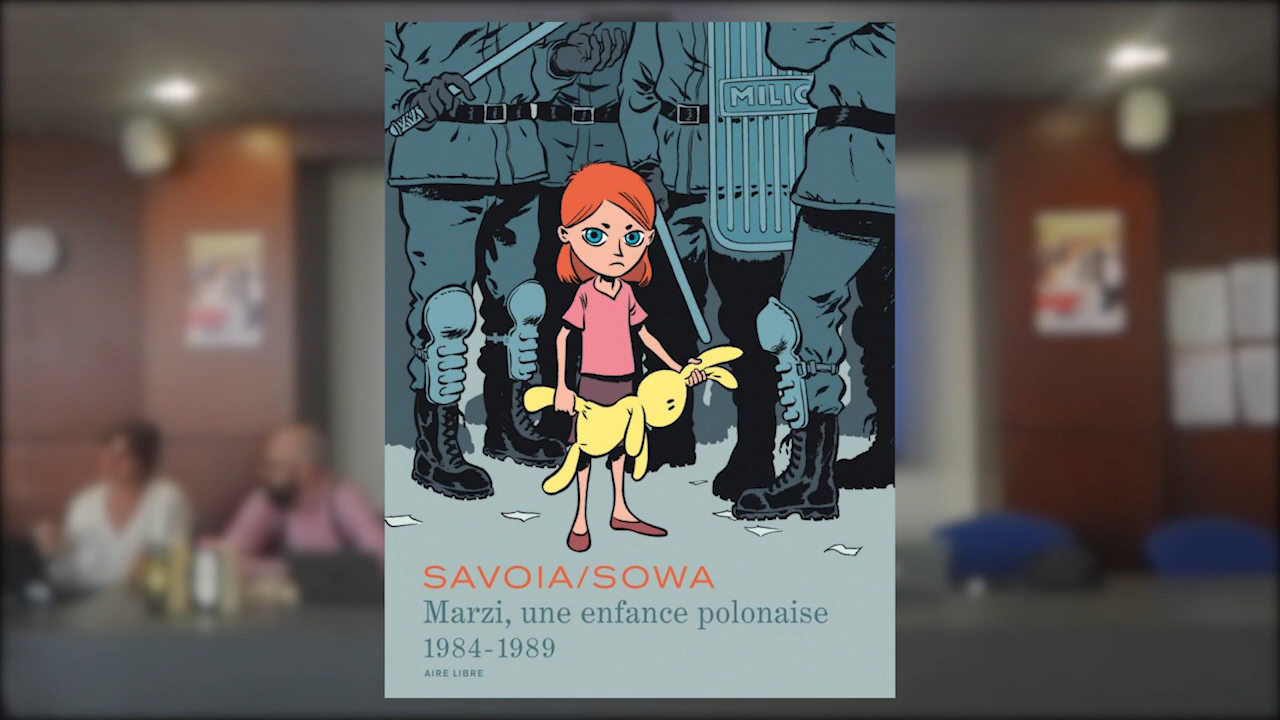 MILIC
SAVOIA/SOWA
Marzi, une enfance polonaise
1984-1989
AIRE LIBRE